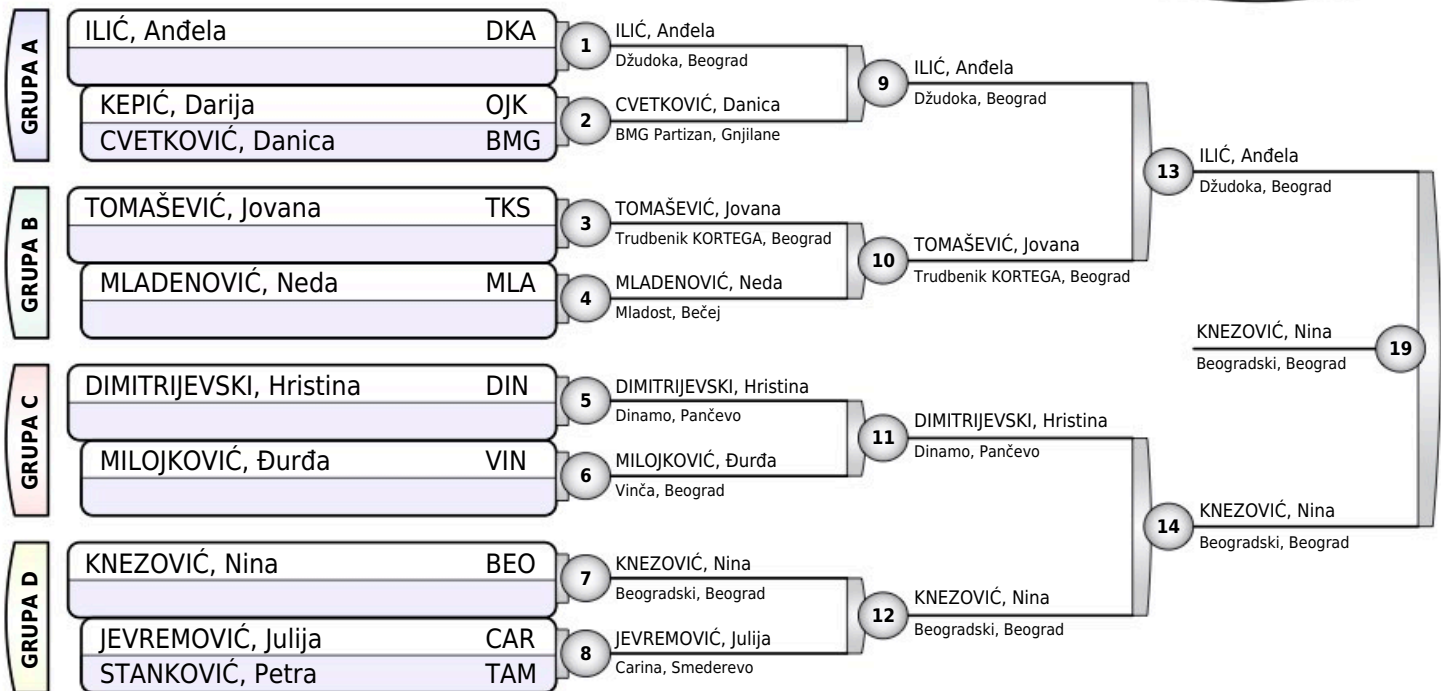 GRUPA A
ILIĆ, Anđela DKA
KEPIĆ, Darija OJK
CVETKOVIĆ, Danica BMG
GRUPA B
TOMAŠEVIĆ, Jovana TKS
MLADENOVIĆ, Neda MLA
GRUPA C
DIMITRIJEVSKI, Hristina DIN
MILOJKOVIĆ, Đurđa VIN
GRUPA D
KNEZOVIĆ, Nina BEO
JEVREMOVIĆ, Julija CAR
STANKOVIĆ, Petra TAM
1
ILIĆ, Anđela
Džudoka, Beograd
2
CVETKOVIĆ, Danica
BMG Partizan, Gnjilane
3
TOMAŠEVIĆ, Jovana
Trudbenik KORTEGA, Beograd
4
MLADENOVIĆ, Neda
Mladost, Bečej
5
DIMITRIJEVSKI, Hristina
Dinamo, Pančevo
6
MILOJKOVIĆ, Đurđa
Vinča, Beograd
7
KNEZOVIĆ, Nina
Beogradski, Beograd
8
JEVREMOVIĆ, Julija
Carina, Smederevo
9
ILIĆ, Anđela
Džudoka, Beograd
10
TOMAŠEVIĆ, Jovana
Trudbenik KORTEGA, Beograd
11
DIMITRIJEVSKI, Hristina
Dinamo, Pančevo
12
KNEZOVIĆ, Nina
Beogradski, Beograd
13
ILIĆ, Anđela
Džudoka, Beograd
14
KNEZOVIĆ, Nina
Beogradski, Beograd
KNEZOVIĆ, Nina
Beogradski, Beograd
19